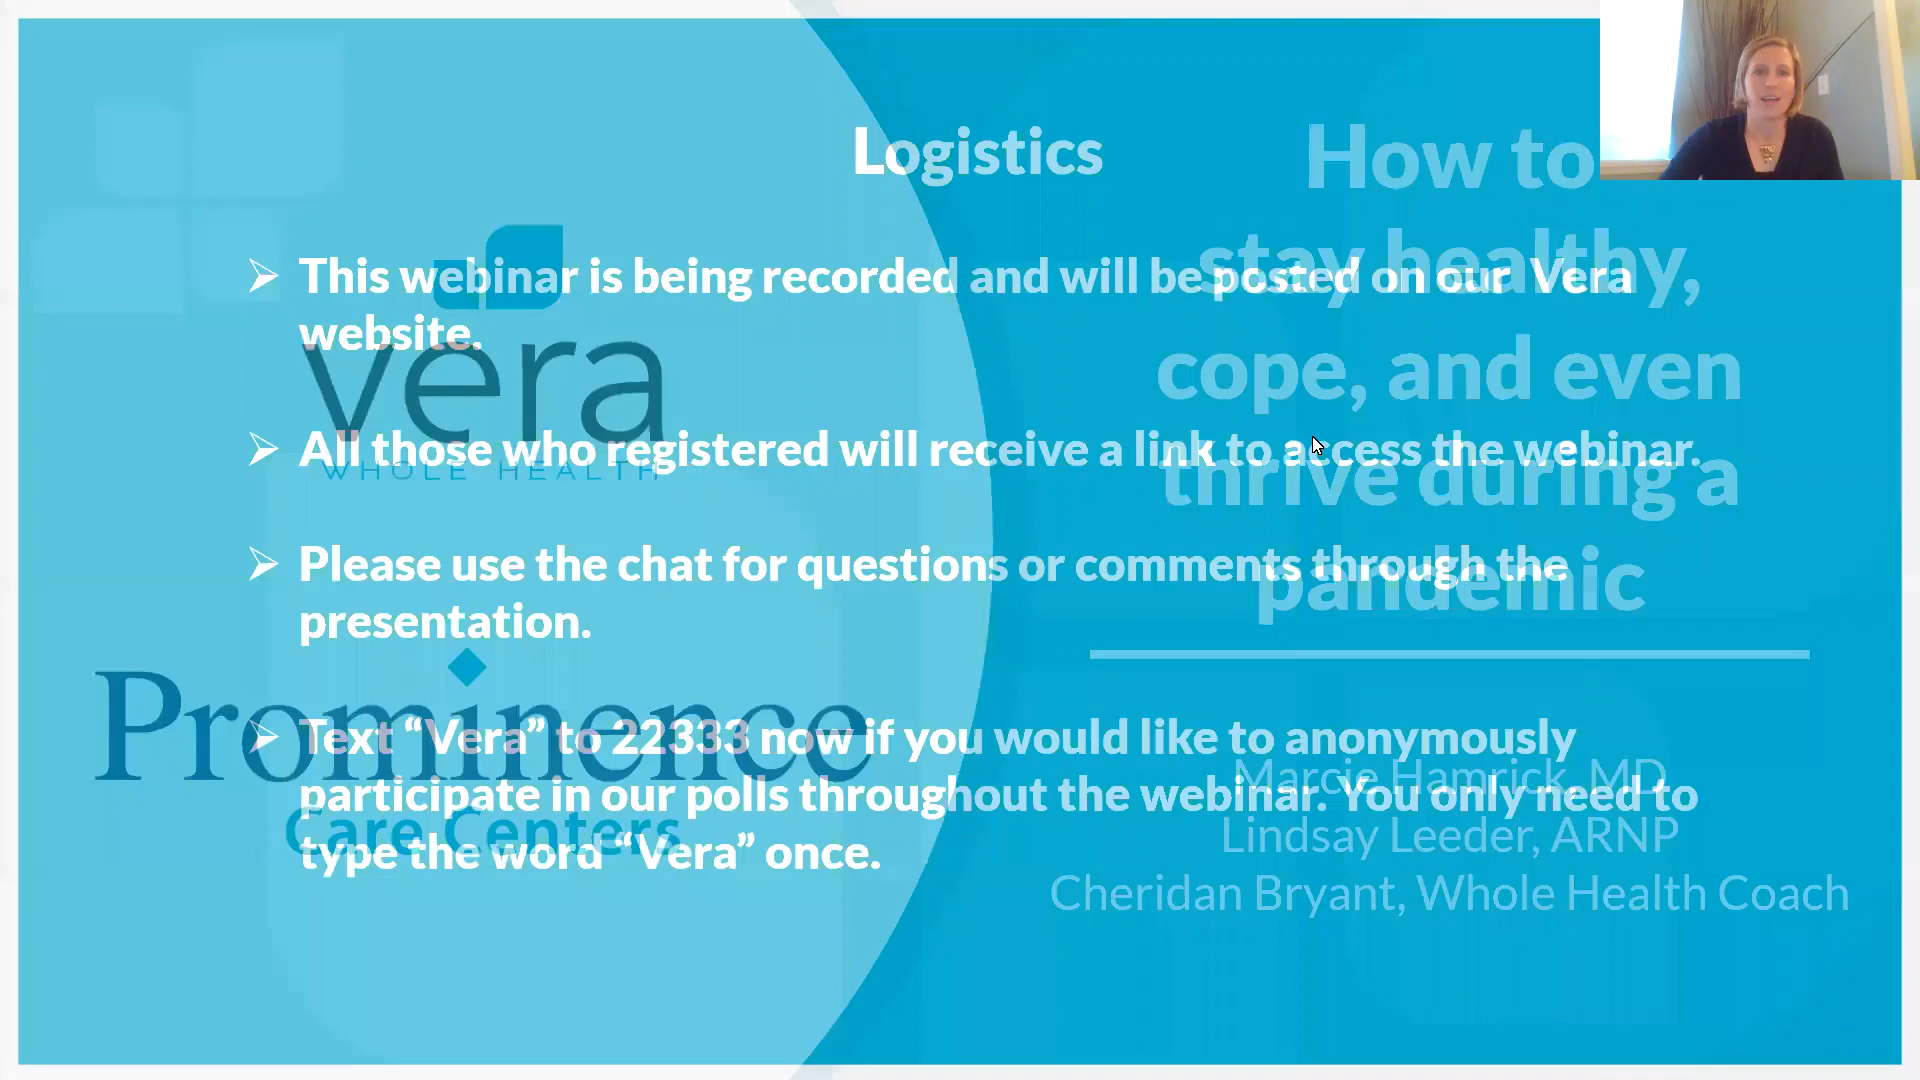 Logistics
This webinar is being recorded and will be posted on our Vera
website.
All those who registered will receive a link to access the webinar.
Please use the chat for questions or comments through the
presentation.
Text “Vera” to 22333 now if you would like to anonymously
participate in our polls throughout the webinar. You only need to
type the word “Vera” once.
vera
WHOLE HEALTH
Prominence
Care Centers
How to
stay healthy,
cope, and even
thrive during a
pandemic
Marcie Hamrick, MD
Lindsay Leeder, ARNP
Cheridan Bryant, Whole Health Coach